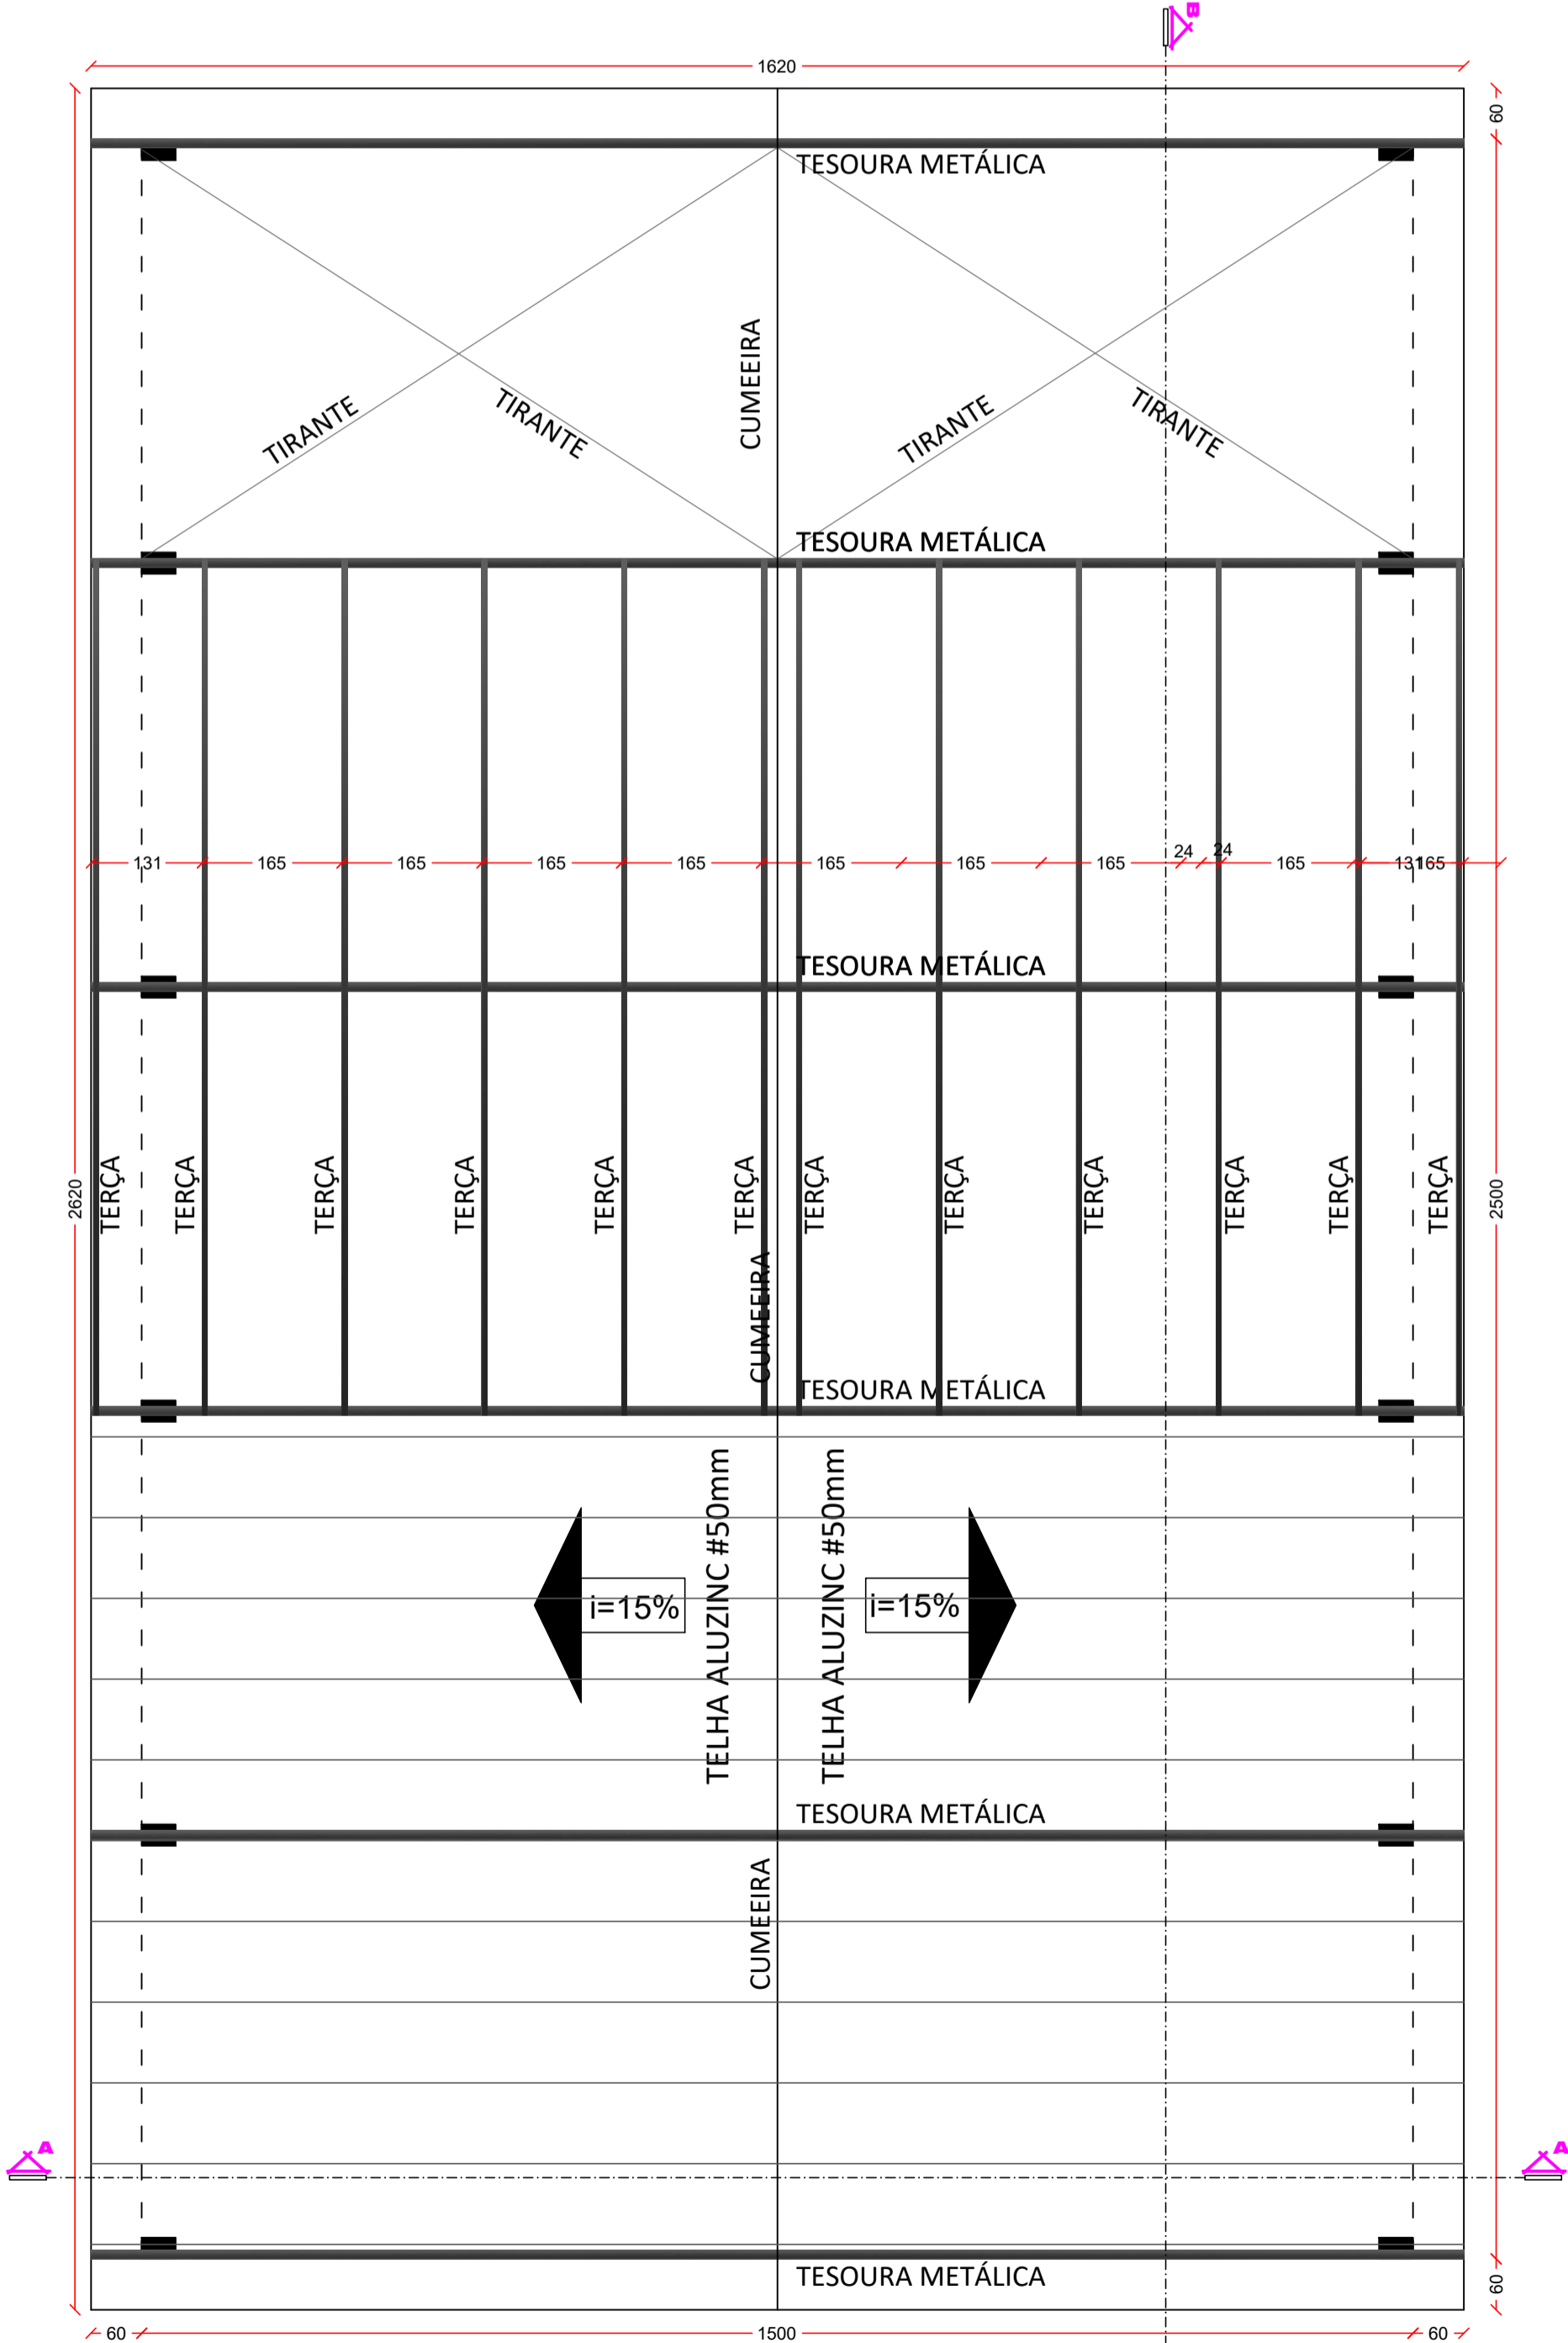 B
1620
60
TESOURA METÁLICA
CUMEEIRA
TIRANTE
TIRANTE
TIRANTE
TIRANTE
TESOURA METÁLICA
131
165
165
165
165
165
165
165
24
24
165
131
165
TESOURA METÁLICA
2620
TERÇA
TERÇA
TERÇA
TERÇA
TERÇA
TERÇA
TERÇA
TERÇA
TERÇA
TERÇA
TERÇA
TERÇA
2500
CUMEEIRA
TESOURA METÁLICA
TELHA ALUZINC #50mm
TELHA ALUZINC #50mm
i=15%
i=15%
TESOURA METÁLICA
CUMEEIRA
A
A
TESOURA METÁLICA
60
60
1500
60